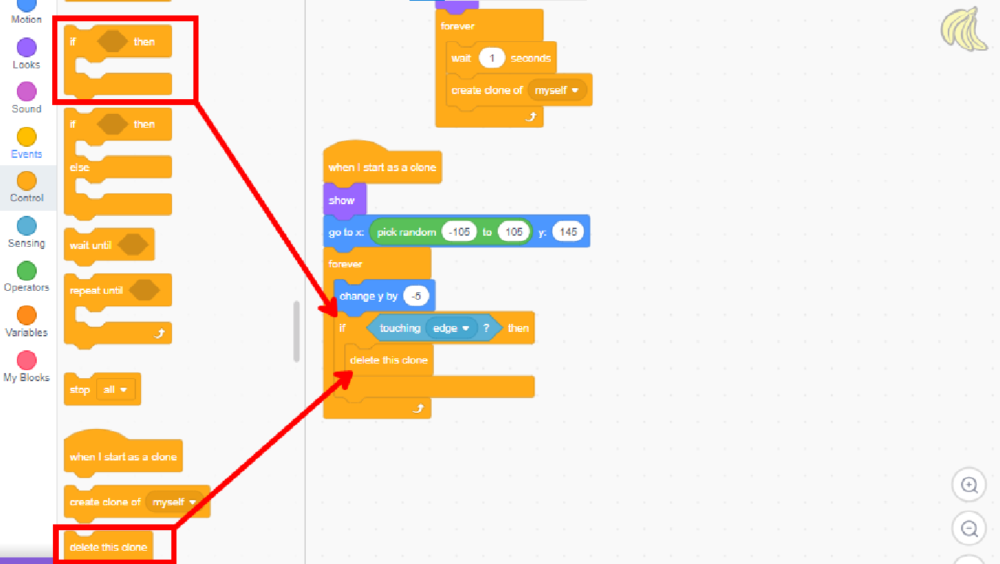 Motion
Looks
Sound
Events
Control
Sensing
Operators
Variables
My Blocks
if then
if then
else
wait until
repeat until
stop all
when I start as a clone
create clone of myself
delete this clone
forever
wait 1 seconds
create clone of myself
when I start as a clone
show
go to x: pick random -105 to 105 y: 145
forever
change y by -5
if touching edge ? then
delete this clone